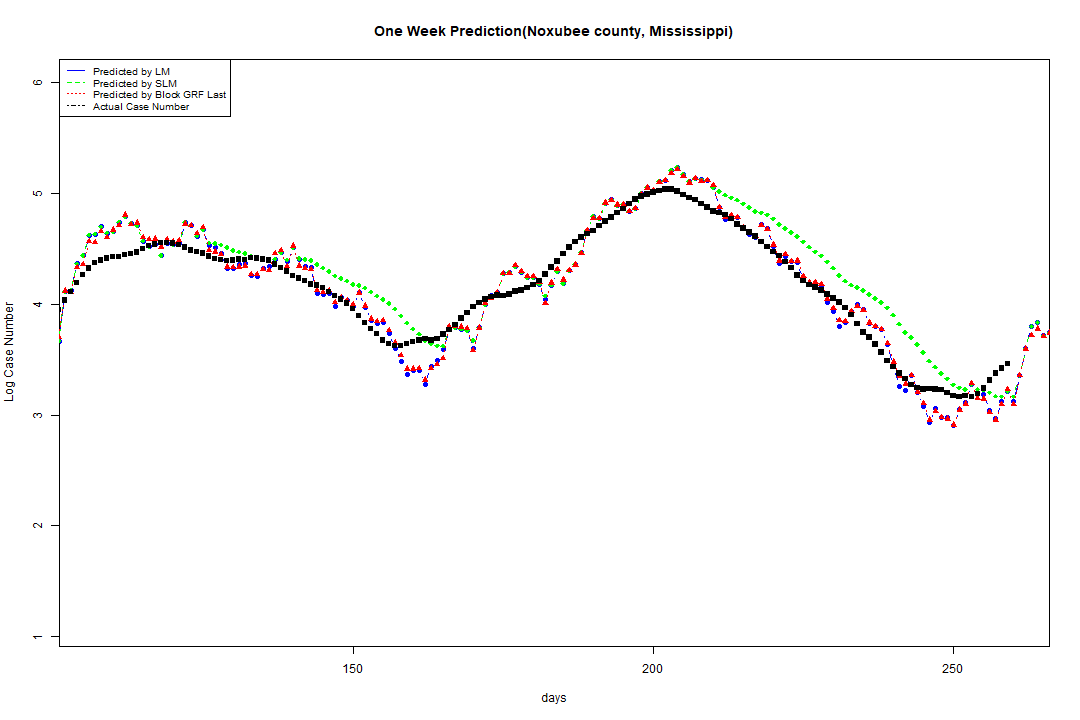 One Week Prediction(Noxubee county, Mississippi)
Predicted by LM
Predicted by SLM
Predicted by Block GRF Last
Actual Case Number
6
5
4
3
2
1
Log Case Number
150
200
250
days